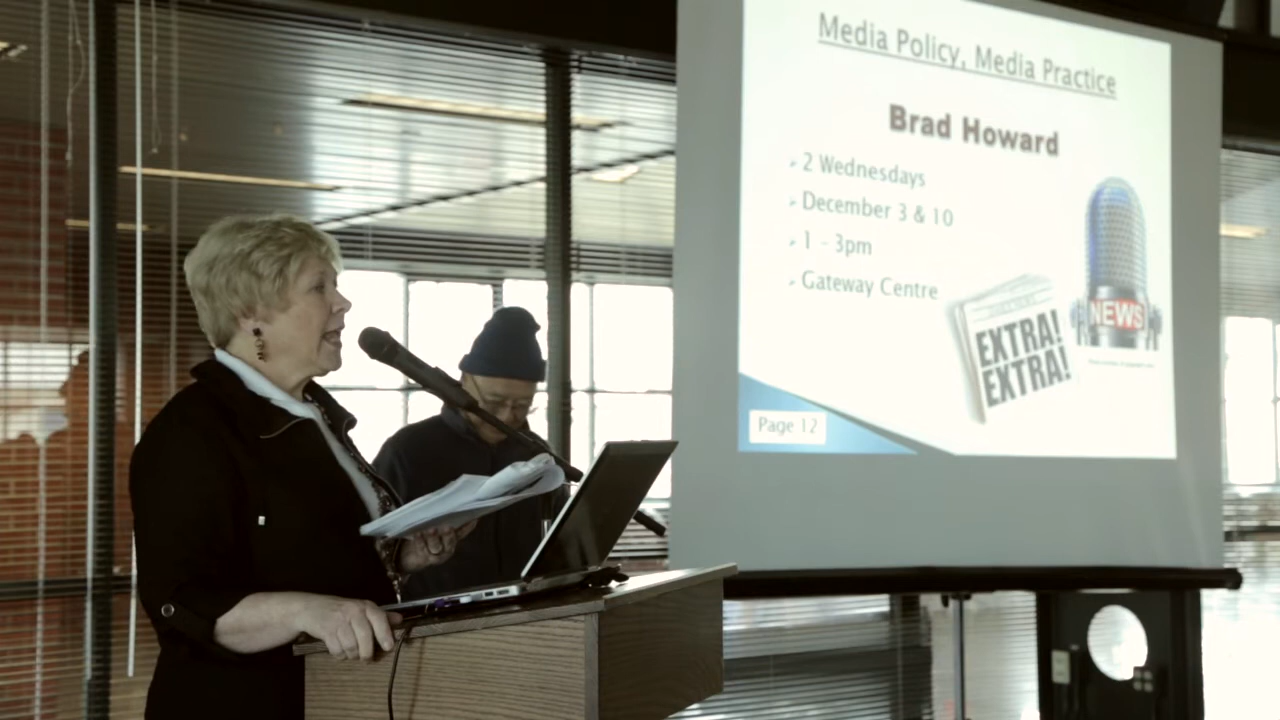 Media Policy, Media Practice
Brad Howard
2 Wednesdays
December 3 & 10
1 - 3pm
Gateway Centre
NEWS
EXTRA!
EXTRA!
Page 12